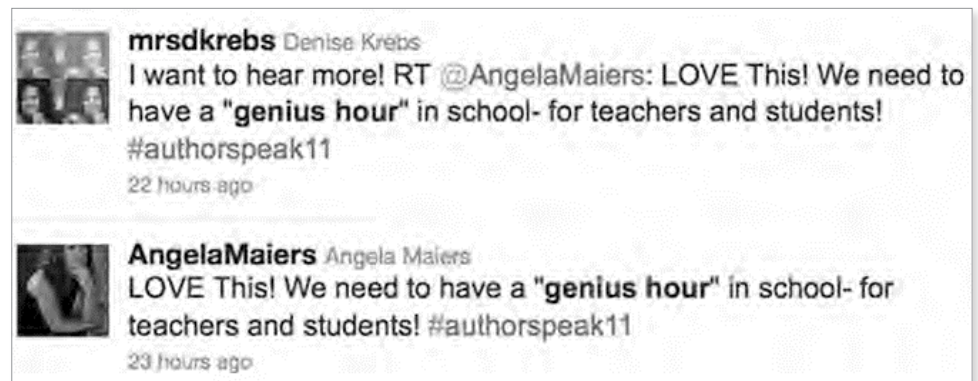 mrsdkrebs Denise Krebs
I want to hear more! RT @AngelaMaiers: LOVE This! We need to
have a "genius hour" in school- for teachers and students!
#authorspeak11
22 hours ago
AngelaMaiers Angela Maiers
LOVE This! We need to have a "genius hour" in school- for
teachers and students! #authorspeak11
23 hours ago